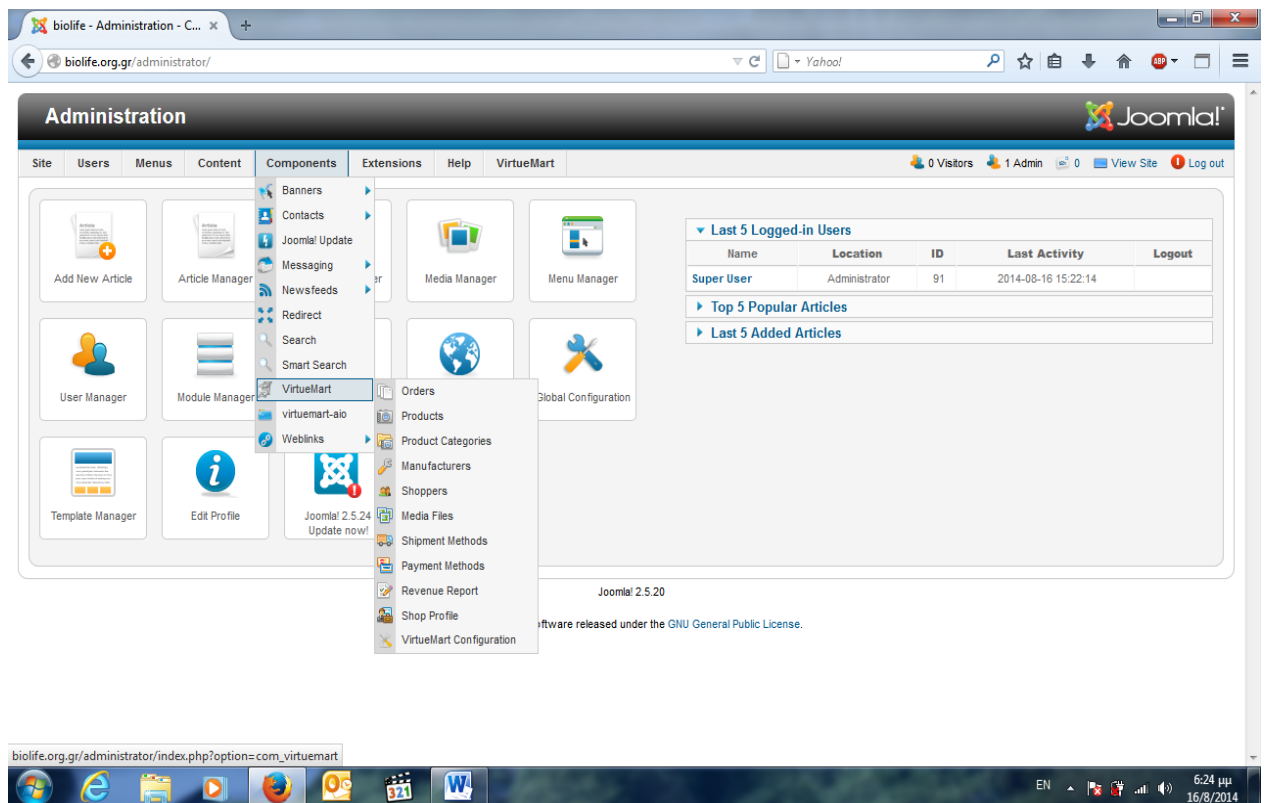 biolife - Administration - C...
biolife.org.gr/administrator/
Yahoo!
ABP
Administration
Joomla!
Site Users Menus Content Components Extensions Help VirtueMart
0 Visitors 1 Admin 0 View Site Log out
Banners
Contacts
Joomla! Update
Messaging
Newsfeeds
Redirect
Search
Smart Search
VirtueMart
virtuemart-aio
Weblinks
Orders
Products
Product Categories
Manufacturers
Shoppers
Media Files
Shipment Methods
Payment Methods
Revenue Report
Shop Profile
VirtueMart Configuration
Add New Article
Article Manager
er
Media Manager
Menu Manager
User Manager
Module Manager
Global Configuration
Template Manager
Edit Profile
Joomla! 2.5.24
Update now!
Last 5 Logged-in Users
Name Location ID Last Activity Logout
Super User Administrator 91 2014-08-16 15:22:14
Top 5 Popular Articles
Last 5 Added Articles
Joomla! 2.5.20
ftware released under the GNU General Public License.
biolife.org.gr/administrator/index.php?option=com_virtuemart
321
EN
6:24 μμ
16/8/2014